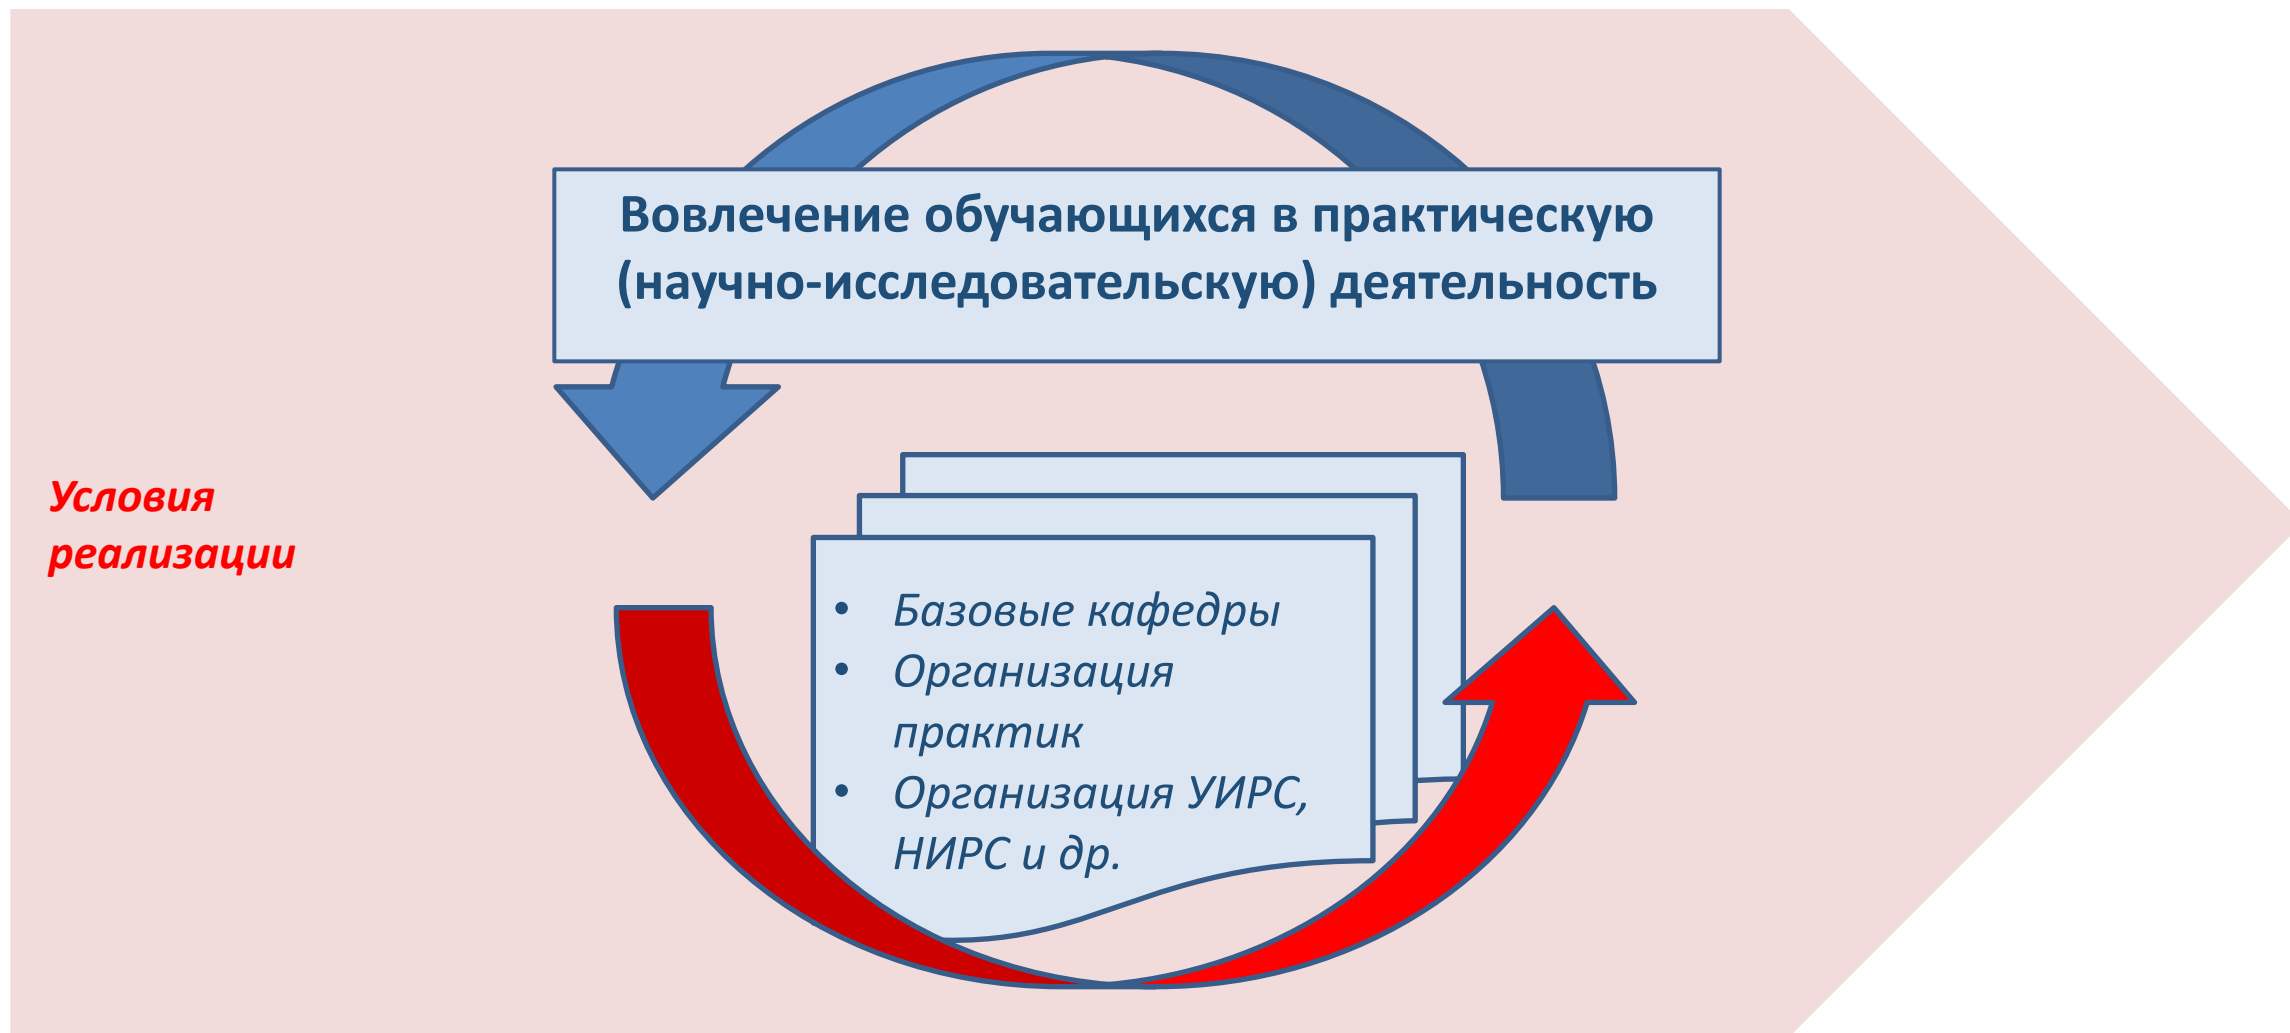 Вовлечение обучающихся в практическую
(научно-исследовательскую) деятельность
Условия
реализации
• Базовые кафедры
• Организация
практик
• Организация УИРС,
НИРС и др.